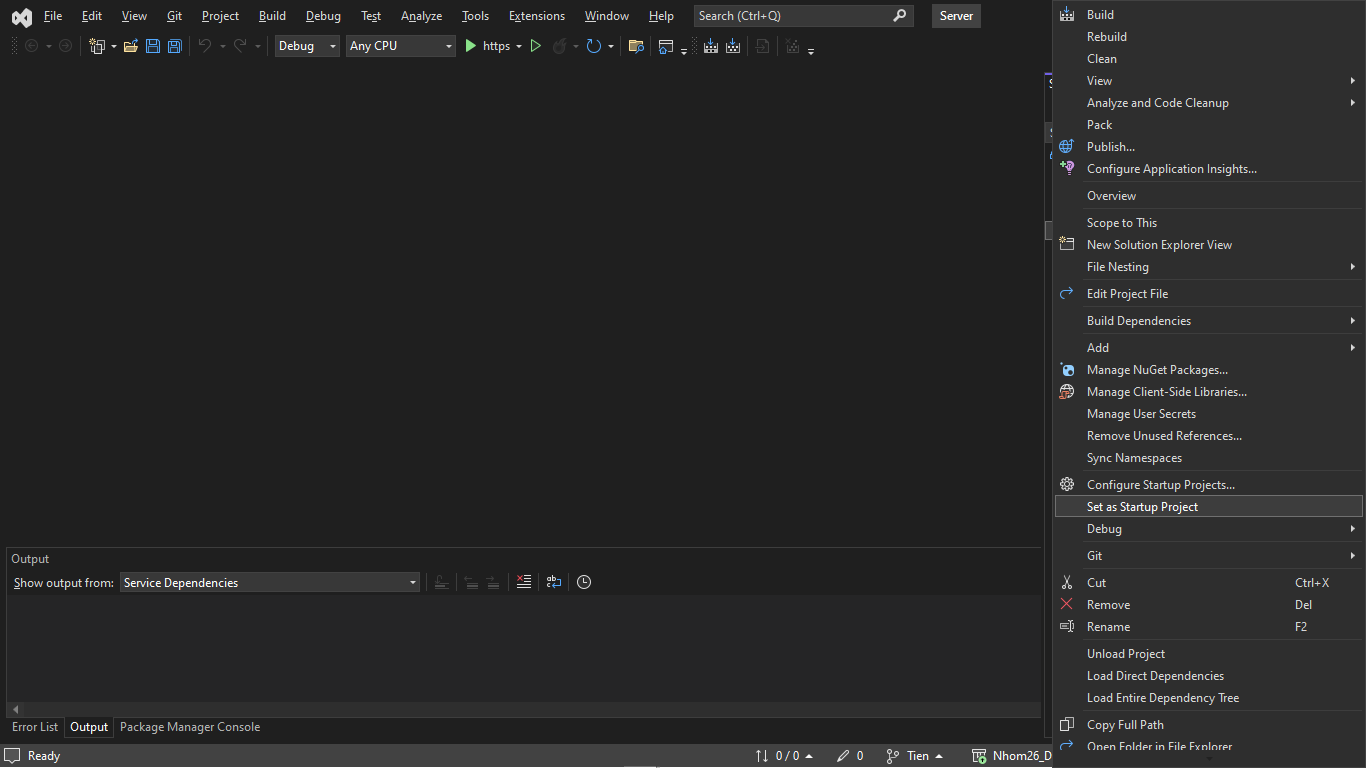 File Edit View Git Project Build Debug Test Analyze Tools Extensions Window Help Search (Ctrl+Q) Server
Debug Any CPU https
Output
Show output from: Service Dependencies
Error List Output Package Manager Console
Ready 0 / 0 0 Tien Nhom26_D
Build
Rebuild
Clean
View
Analyze and Code Cleanup
Pack
Publish...
Configure Application Insights...
Overview
Scope to This
New Solution Explorer View
File Nesting
Edit Project File
Build Dependencies
Add
Manage NuGet Packages...
Manage Client-Side Libraries...
Manage User Secrets
Remove Unused References...
Sync Namespaces
Configure Startup Projects...
Set as Startup Project
Debug
Git
Cut Ctrl+X
Remove Del
Rename F2
Unload Project
Load Direct Dependencies
Load Entire Dependency Tree
Copy Full Path
Open Folder in File Explorer